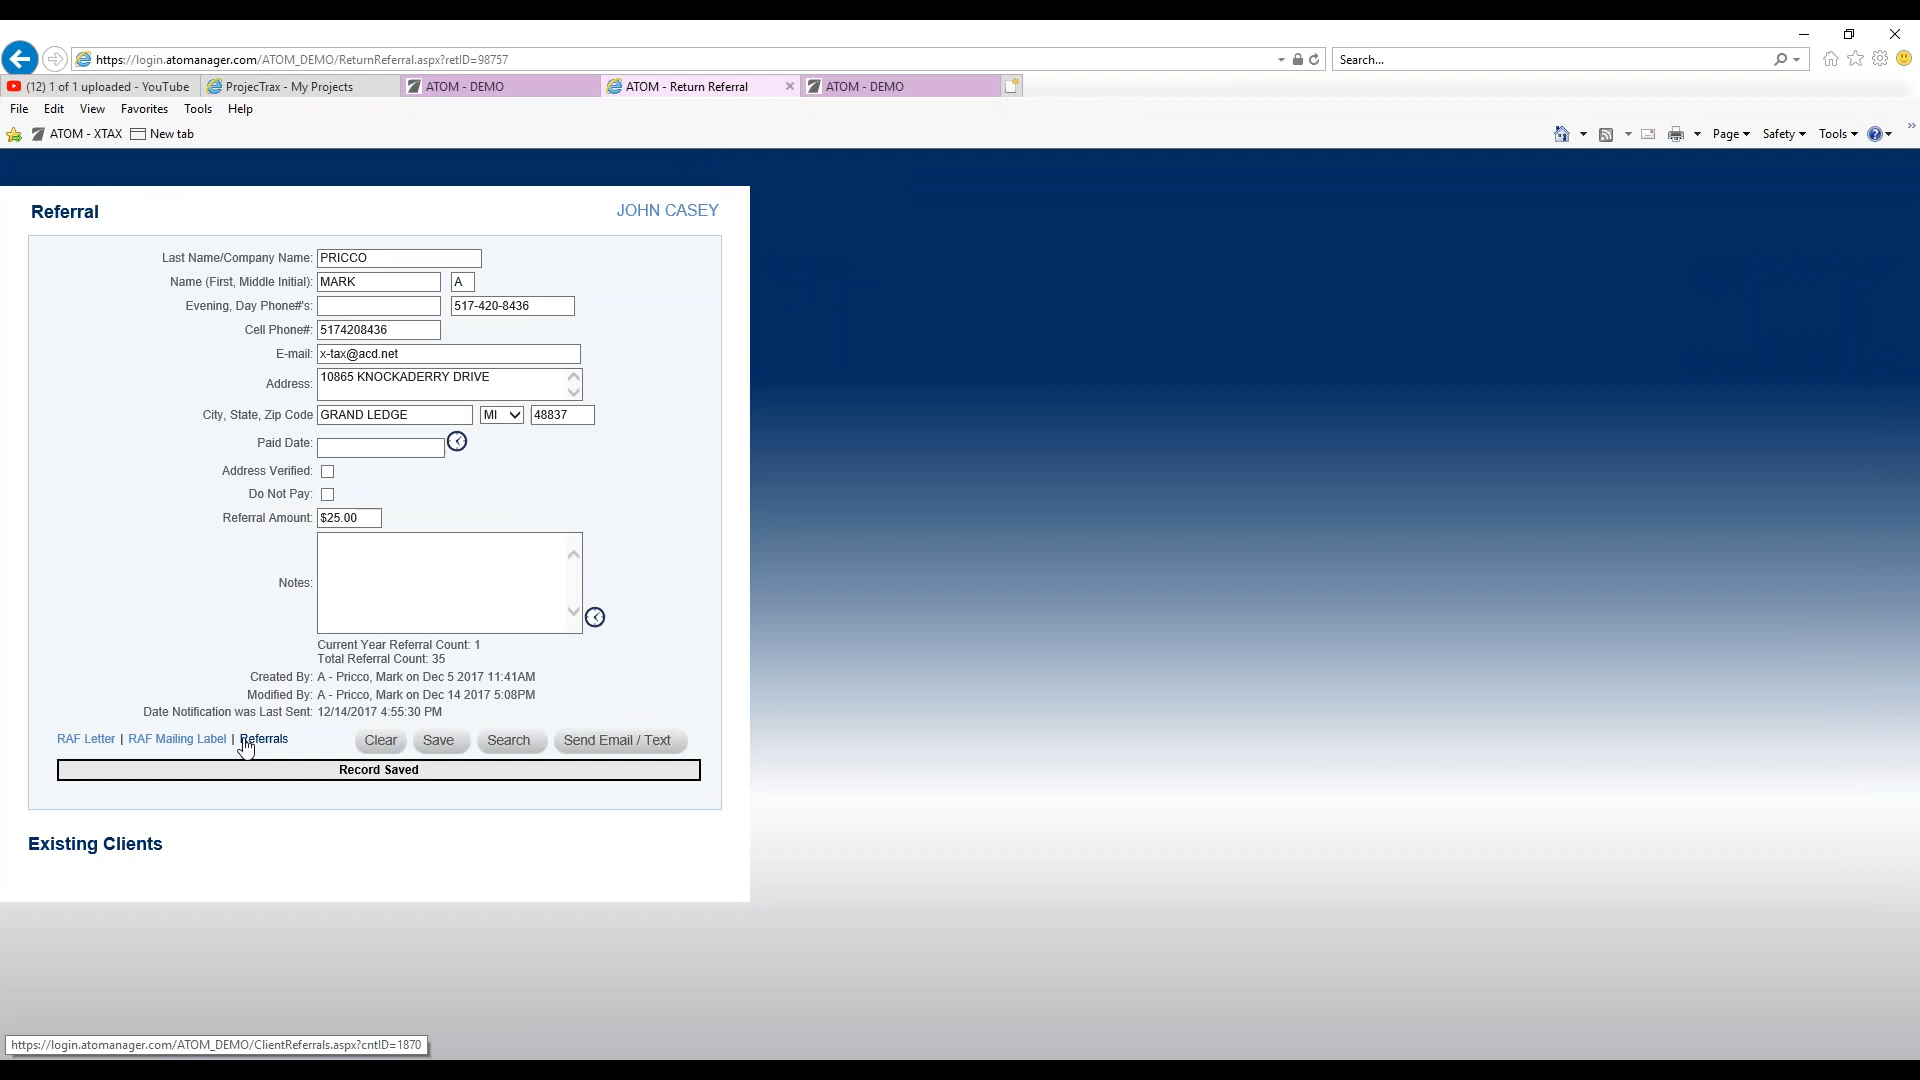 https://login.atomanager.com/ATOM_DEMO/ReturnReferral.aspx?retID=98757
Search...
(12) 1 of 1 uploaded - YouTube
ProjecTrax - My Projects
ATOM - DEMO
ATOM - Return Referral
ATOM - DEMO
File Edit View Favorites Tools Help
ATOM - XTAX New tab
Page Safety Tools
Referral
JOHN CASEY
Last Name/Company Name: PRICCO
Name (First, Middle Initial): MARK A
Evening, Day Phone#'s: 517-420-8436
Cell Phone#: 5174208436
E-mail: x-tax@acd.net
Address: 10865 KNOCKADERRY DRIVE
City, State, Zip Code GRAND LEDGE MI 48837
Paid Date:
Address Verified:
Do Not Pay:
Referral Amount: $25.00
Notes:
Current Year Referral Count: 1
Total Referral Count: 35
Created By: A - Pricco, Mark on Dec 5 2017 11:41AM
Modified By: A - Pricco, Mark on Dec 14 2017 5:08PM
Date Notification was Last Sent: 12/14/2017 4:55:30 PM
RAF Letter | RAF Mailing Label | Referrals Clear Save Search Send Email / Text
Record Saved
Existing Clients
https://login.atomanager.com/ATOM_DEMO/ClientReferrals.aspx?cntID=1870